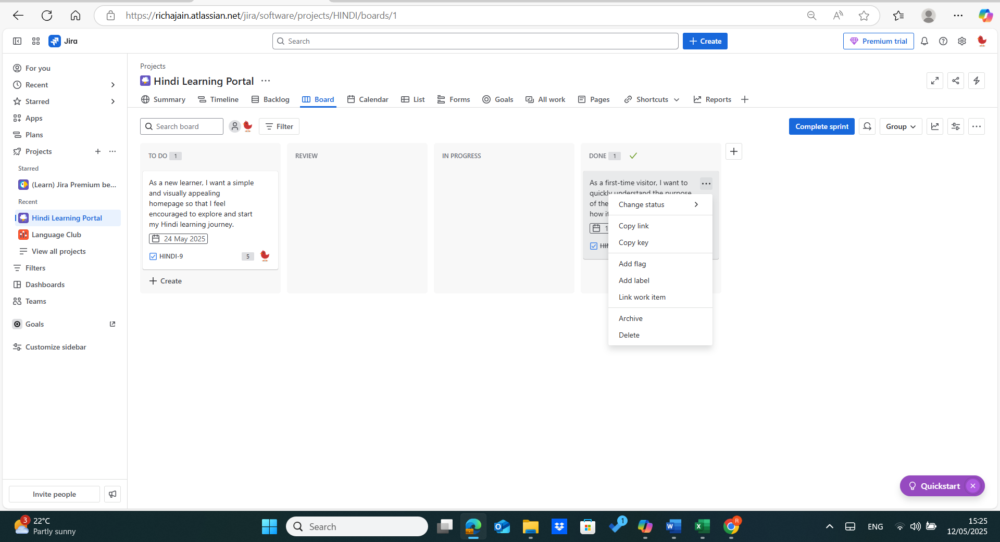 https://richajain.atlassian.net/jira/software/projects/HINDI/boards/1
Jira
Search
Create
Premium trial
For you
Recent
Starred
Apps
Plans
Projects
Starred
(Learn) Jira Premium be...
Recent
Hindi Learning Portal
Language Club
View all projects
Filters
Dashboards
Teams
Goals
Customize sidebar
Invite people
Projects
Hindi Learning Portal
Summary
Timeline
Backlog
Board
Calendar
List
Forms
Goals
All work
Pages
Shortcuts
Reports
Search board
Filter
Complete sprint
Group
TO DO 1
As a new learner, I want a simple
and visually appealing
homepage so that I feel
encouraged to explore and start
my Hindi learning journey.
24 May 2025
HINDI-9
5
Create
REVIEW
IN PROGRESS
DONE 1
As a first-time visitor, I want to
quickly understand the purpose
of the
how
1
Change status
Copy link
Copy key
Add flag
Add label
Link work item
Archive
Delete
Quickstart
3
22°C
Partly sunny
Search
1
R
ENG
15:25
12/05/2025